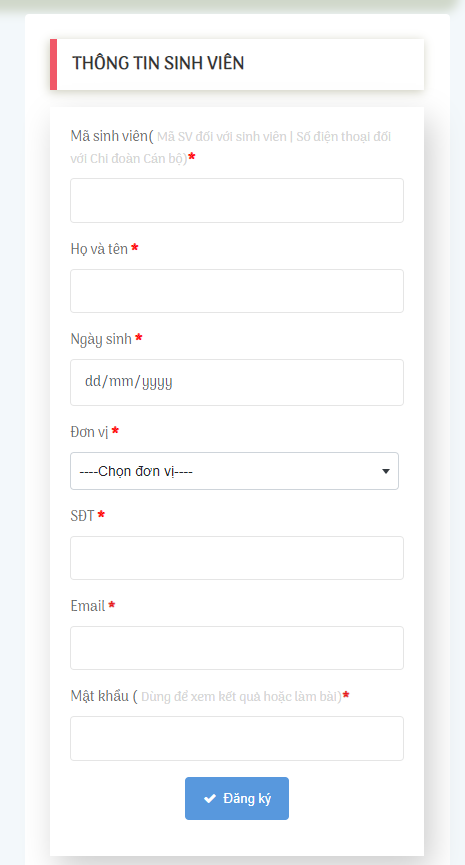 THÔNG TIN SINH VIÊN
Mã sinh viên( Mã SV đối với sinh viên | Số điện thoại đối
với Chi đoàn Cán bộ)*
Họ và tên *
Ngày sinh *
dd/mm/yyyy
Đơn vị *
----Chọn đơn vị----
SĐT *
Email *
Mật khẩu ( Dùng để xem kết quả hoặc làm bài)*
Đăng ký